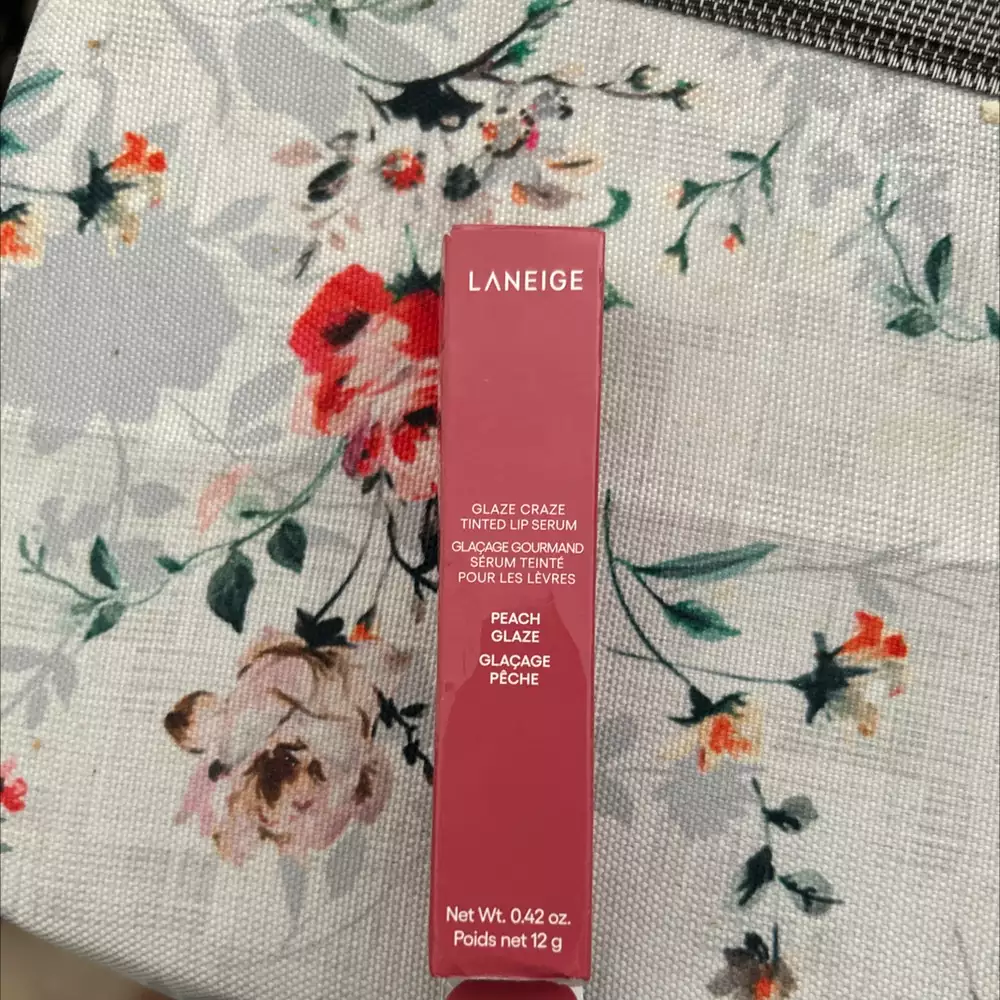 LANEIGE
GLAZE CRAZE
TINTED LIP SERUM
GLAÇAGE GOURMAND
SÉRUM TEINTÉ
POUR LES LÈVRES
PEACH
GLAZE
GLAÇAGE
PÊCHE
Net Wt. 0.42 oz.
Poids net 12 g